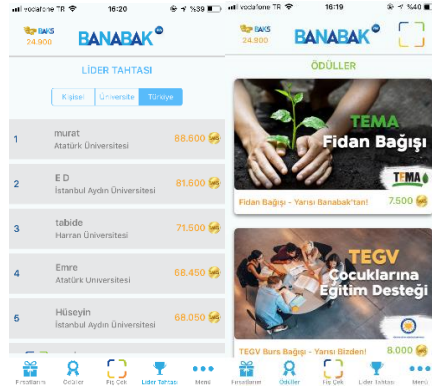 vodafone TR 16:20 %39
BAKS
24.900
BANABAK
LİDER TAHTASI
Kişisel Üniversite Türkiye
1 murat 88.600
Atatürk Üniversitesi
2 E D 81.600
İstanbul Aydın Üniversitesi
3 tabide 71.500
Harran Üniversitesi
4 Emre 68.450
Atatürk Üniversitesi
5 Hüseyin 68.050
İstanbul Aydın Üniversitesi
Fırsatlarım Ödüller Fiş Çek Lider Tahtası Menü
vodafone TR 16:19 %40
BAKS
24.900
BANABAK
ÖDÜLLER
TEMA
Fidan Bağışı
TEMA
Fidan Bağışı - Yarısı Banabak'tan! 7.500
TEGV
Çocuklarına
Eğitim Desteği
TEGV Burs Bağışı - Yarısı Bizden! 8.000
Fırsatlarım Ödüller Fiş Çek Lider Tahtası Menü